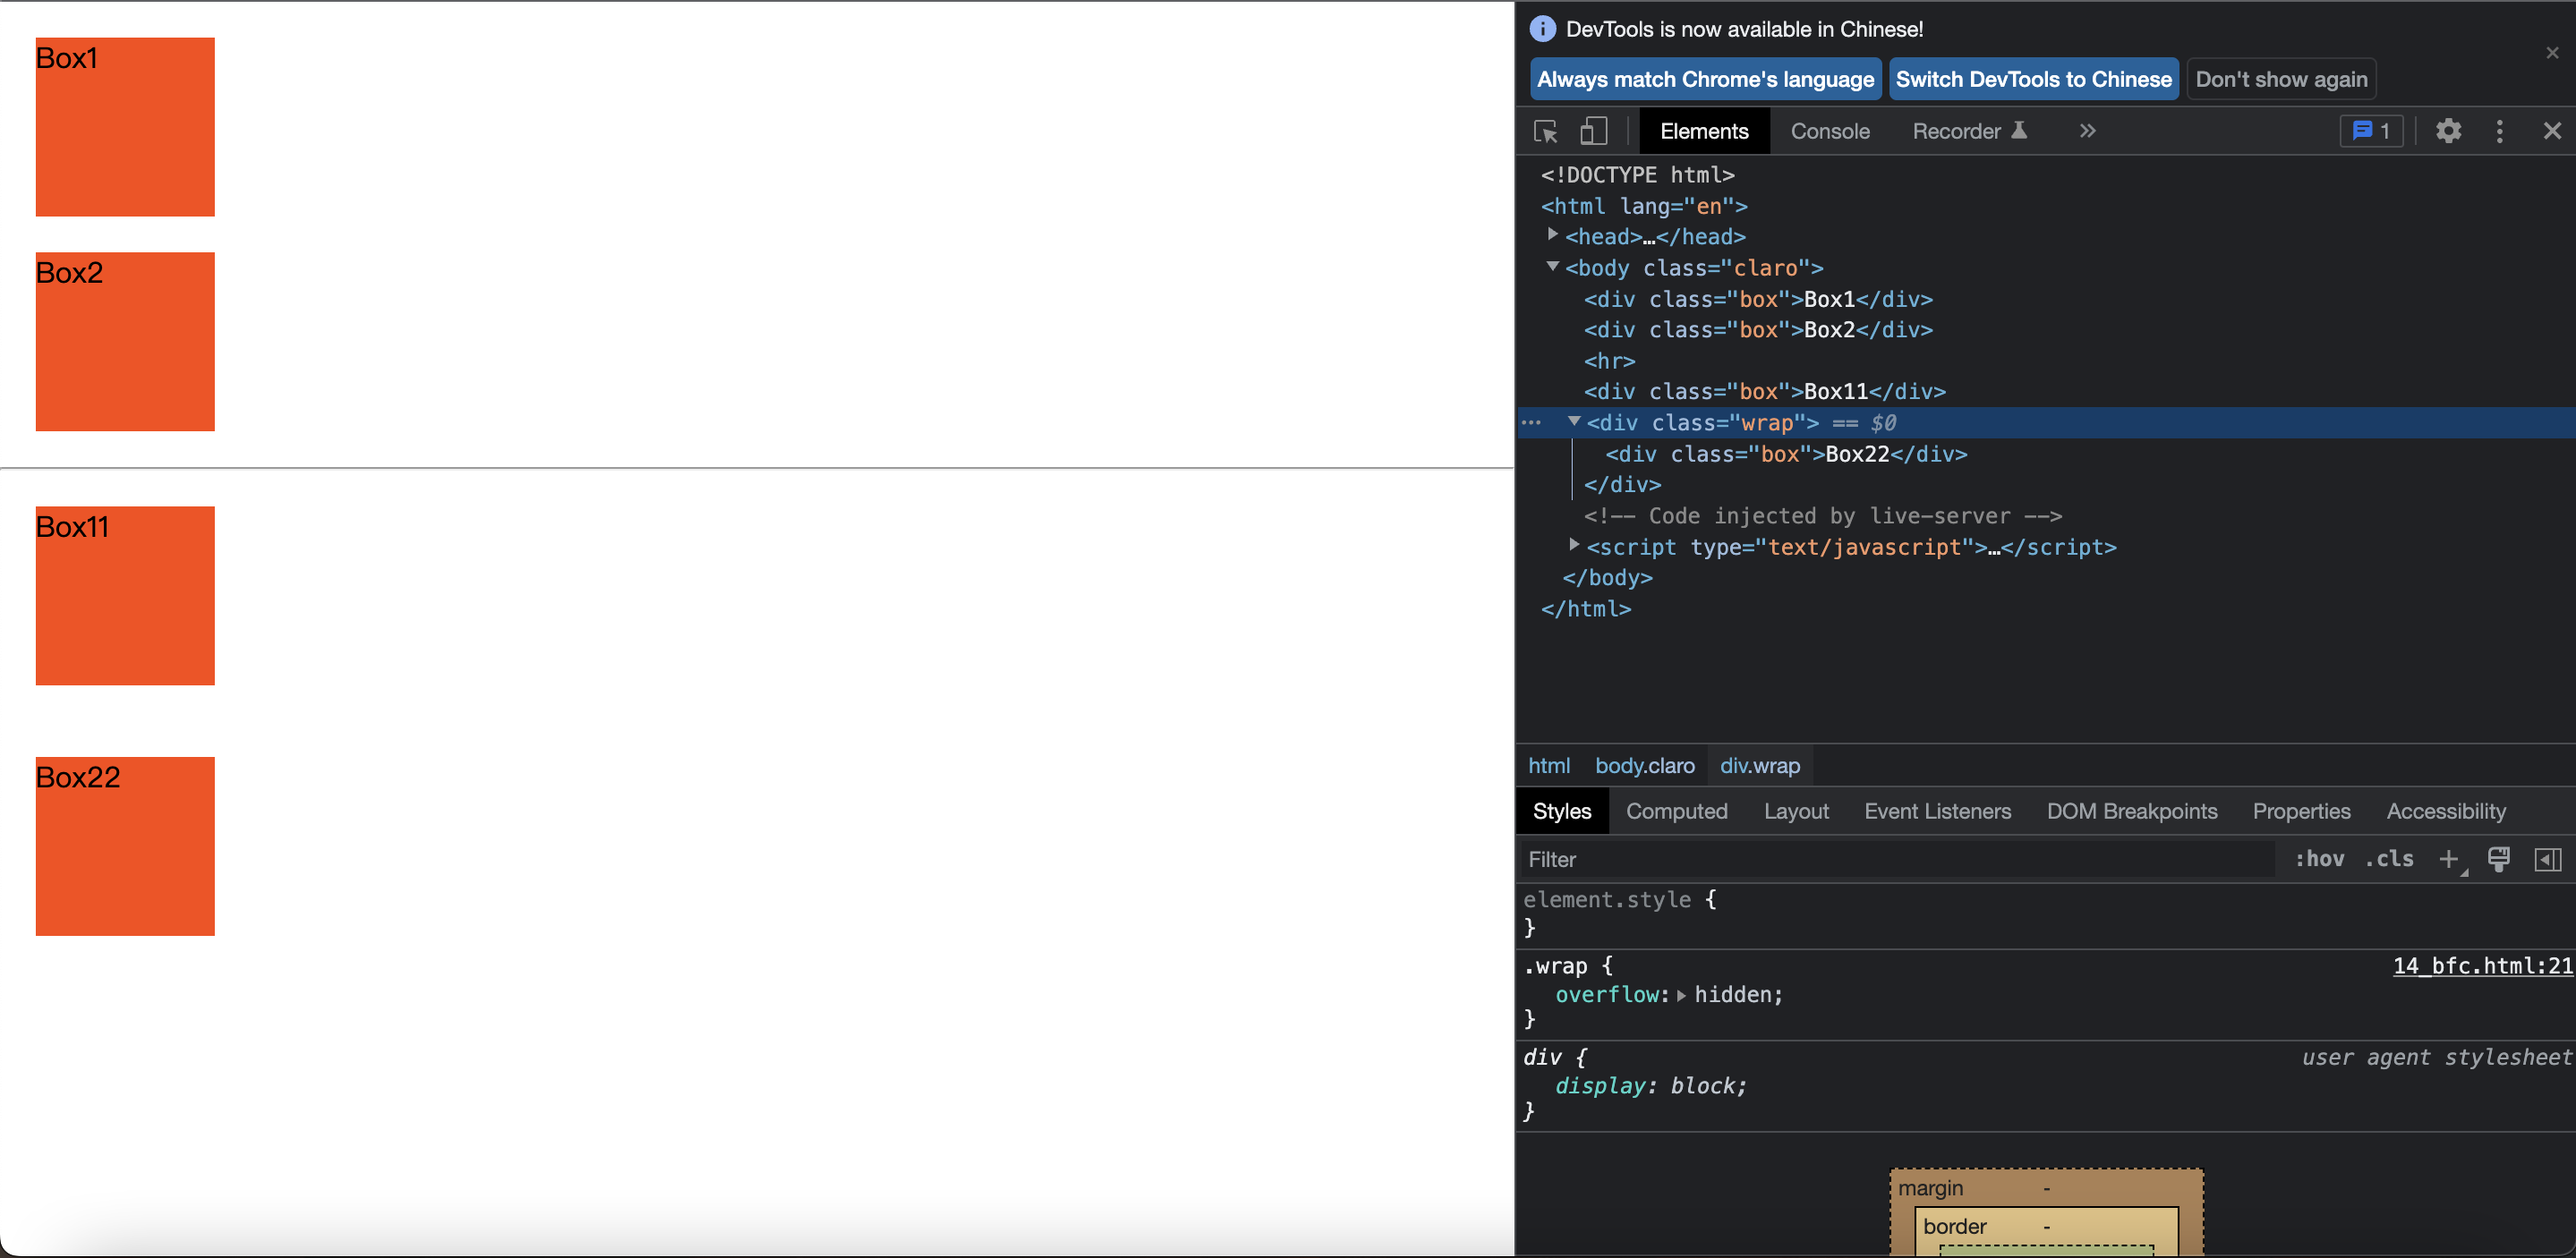 Box1
Box2
Box11
Box22
DevTools is now available in Chinese!
Always match Chrome's language Switch DevTools to Chinese Don't show again
Elements Console Recorder 1
<!DOCTYPE html>
<html lang="en">
<head>…</head>
<body class="claro">
<div class="box">Box1</div>
<div class="box">Box2</div>
<hr>
<div class="box">Box11</div>
<div class="wrap"> == $0
<div class="box">Box22</div>
</div>
<!-- Code injected by live-server -->
<script type="text/javascript">…</script>
</body>
</html>
html body.claro div.wrap
Styles Computed Layout Event Listeners DOM Breakpoints Properties Accessibility
Filter :hov .cls
element.style {
}
.wrap { 14_bfc.html:21
overflow: hidden;
}
div { user agent stylesheet
display: block;
}
margin -
border -